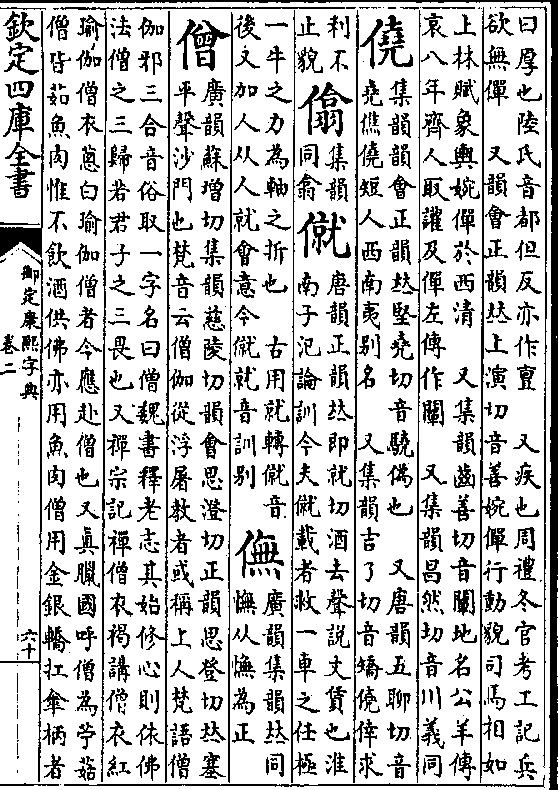 曰厚也陸氏音都但反亦作亶　又疾也周禮冬官考工記兵
欲無僤　又韻會正韻𠀤上演切音善婉僤行動貌司馬相如
上林賦象輿婉僤於西清　又集韻齒善切音闡地名公羊傳
哀八年齊人取讙及僤左傳作闡　又集韻昌然切音川義同
僥
集韻韻會正韻𠀤堅堯切音驍僞也　又唐韻五聊切音
堯僬僥短人西南夷别名　又集韻吉了切音矯僥倖求
利不
止貌
㒆
集韻
同翕
僦
唐韻正韻𠀤即就切酒去聲説文賃也淮
南子氾論訓今夫僦載者救一車之任極
一牛之力為軸之折也　古用就轉僦音
後又加人从人就會意今僦就音訓别
㒇
廣韻集韻𠀤同
憮从憮為正
僧
廣韻蘇增切集韻慈陵切韻會思澄切正韻思登切𠀤塞
平聲沙門也梵音云僧伽從浮屠教者或稱上人梵語僧
伽邪三合音俗取一字名曰僧魏書釋老志其始修心則依佛
法僧之三歸若君子之三畏也又禪宗記禪僧衣褐講僧衣紅
瑜伽僧衣蔥白瑜伽僧者今應赴僧也又眞臘國呼僧為苧菇
僧皆茹魚肉惟不飲酒供佛亦用魚肉僧用金銀轎扛傘柄者
欽定四庫全書
御定康熙字典
卷二
六十